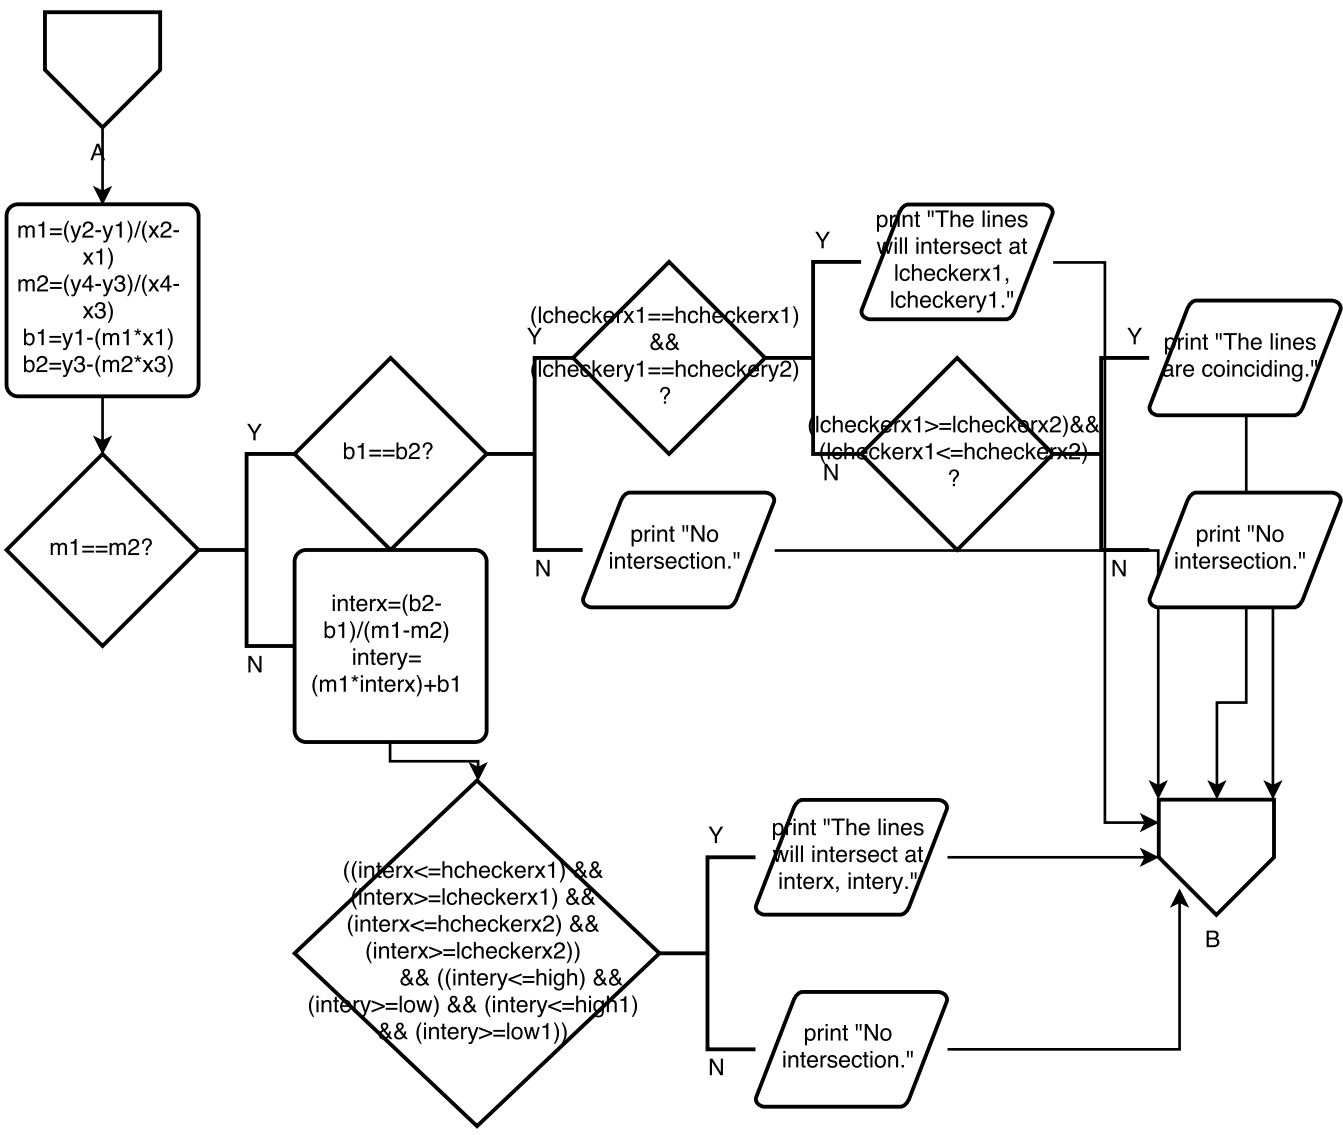 A
m1=(y2-y1)/(x2-
x1)
m2=(y4-y3)/(x4-
x3)
b1=y1-(m1*x1)
b2=y3-(m2*x3)
m1==m2?
Y
N
b1==b2?
interx=(b2-
b1)/(m1-m2)
intery=
(m1*interx)+b1
Y
N
(lcheckerx1==hcheckerx1)
&&
(lcheckery1==hcheckery2)
?
print "No
intersection."
Y
N
print "The lines
will intersect at
lcheckerx1,
lcheckery1."
(lcheckerx1>=lcheckerx2)&&
(lcheckerx1<=hcheckerx2)
?
Y
N
print "The lines
are coinciding."
print "No
intersection."
((interx<=hcheckerx1) &&
(interx>=lcheckerx1) &&
(interx<=hcheckerx2) &&
(interx>=lcheckerx2))
&& ((intery<=high) &&
(intery>=low) && (intery<=high1)
&& (intery>=low1))
Y
N
print "The lines
will intersect at
interx, intery."
print "No
intersection."
B